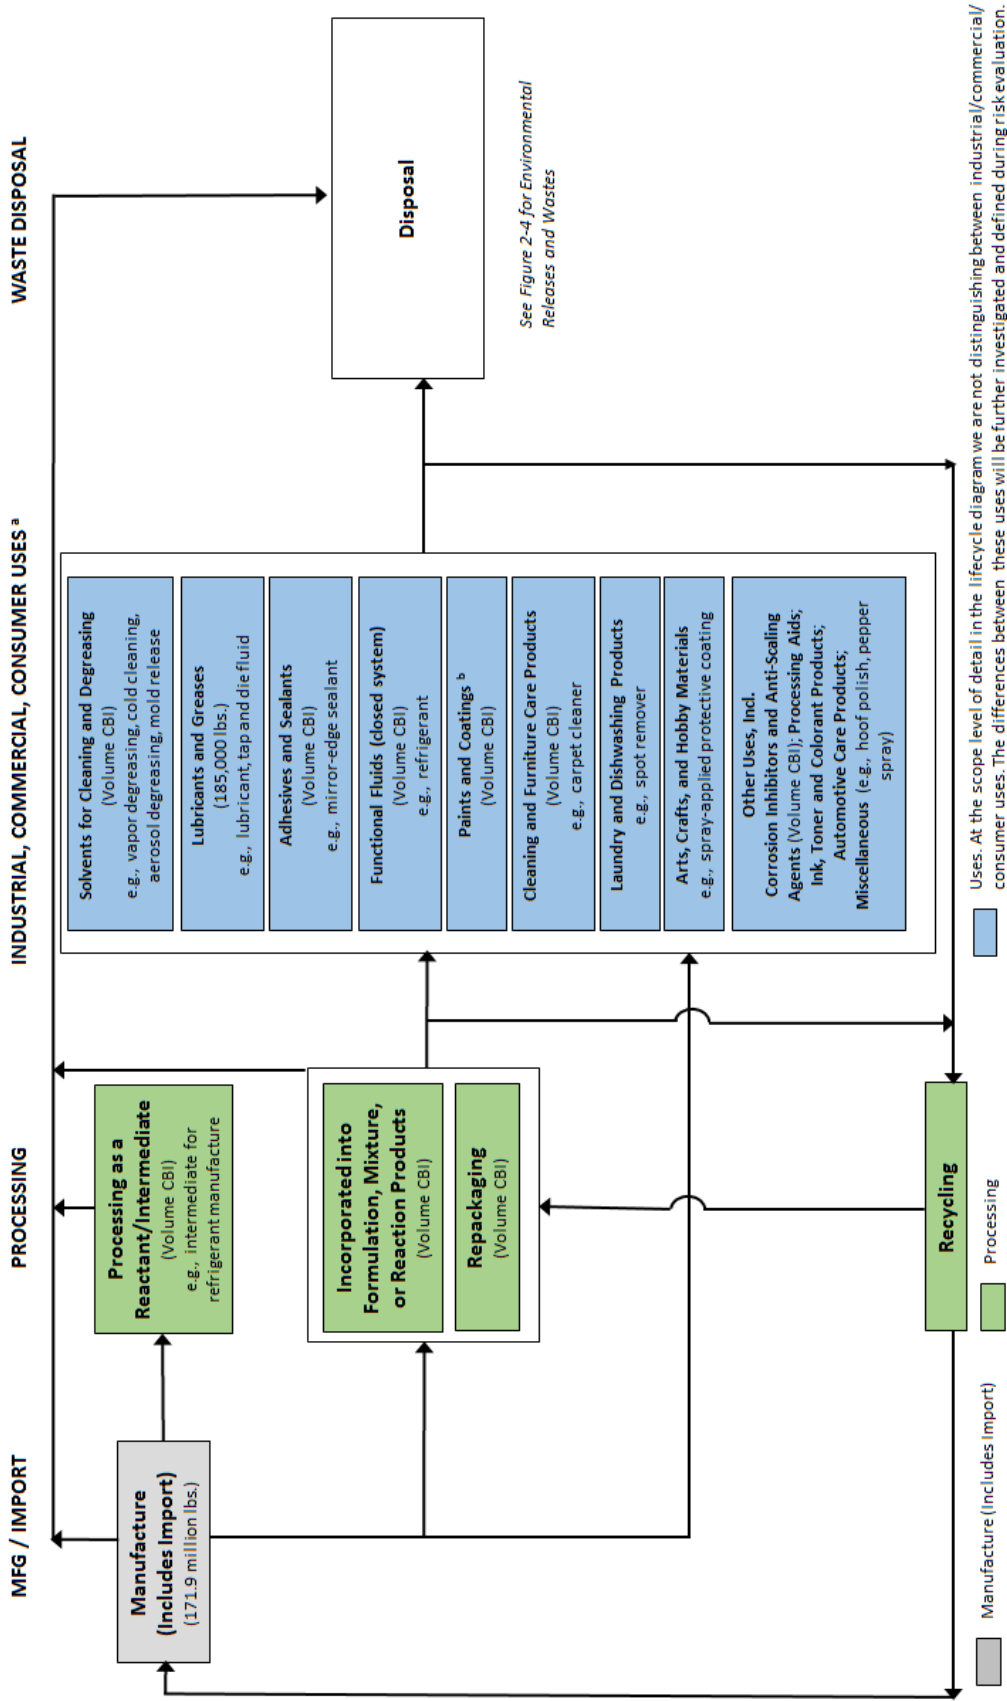 MFG / IMPORT
PROCESSING
INDUSTRIAL, COMMERCIAL, CONSUMER USES a
WASTE DISPOSAL
Manufacture
(Includes Import)
(171.9 million lbs.)
Processing as a
Reactant/Intermediate
(Volume CBI)
e.g., intermediate for
refrigerant manufacture
Incorporated into
Formulation, Mixture,
or Reaction Products
(Volume CBI)
Repackaging
(Volume CBI)
Recycling
Solvents for Cleaning and Degreasing
(Volume CBI)
e.g., vapor degreasing, cold cleaning,
aerosol degreasing, mold release
Lubricants and Greases
(185,000 lbs.)
e.g., lubricant, tap and die fluid
Adhesives and Sealants
(Volume CBI)
e.g., mirror-edge sealant
Functional Fluids (closed system)
(Volume CBI)
e.g., refrigerant
Paints and Coatings b
(Volume CBI)
Cleaning and Furniture Care Products
(Volume CBI)
e.g., carpet cleaner
Laundry and Dishwashing Products
e.g., spot remover
Arts, Crafts, and Hobby Materials
e.g., spray-applied protective coating
Other Uses, Incl.
Corrosion Inhibitors and Anti-Scaling
Agents (Volume CBI); Processing Aids;
Ink, Toner and Colorant Products;
Automotive Care Products;
Miscellaneous (e.g., hoof polish, pepper
spray)
Disposal
See Figure 2-4 for Environmental
Releases and Wastes
Manufacture (Includes Import)
Processing
Uses. At the scope level of detail in the lifecycle diagram we are not distinguishing between industrial/commercial/
consumer uses. The differences between these uses will be further investigated and defined during risk evaluation.